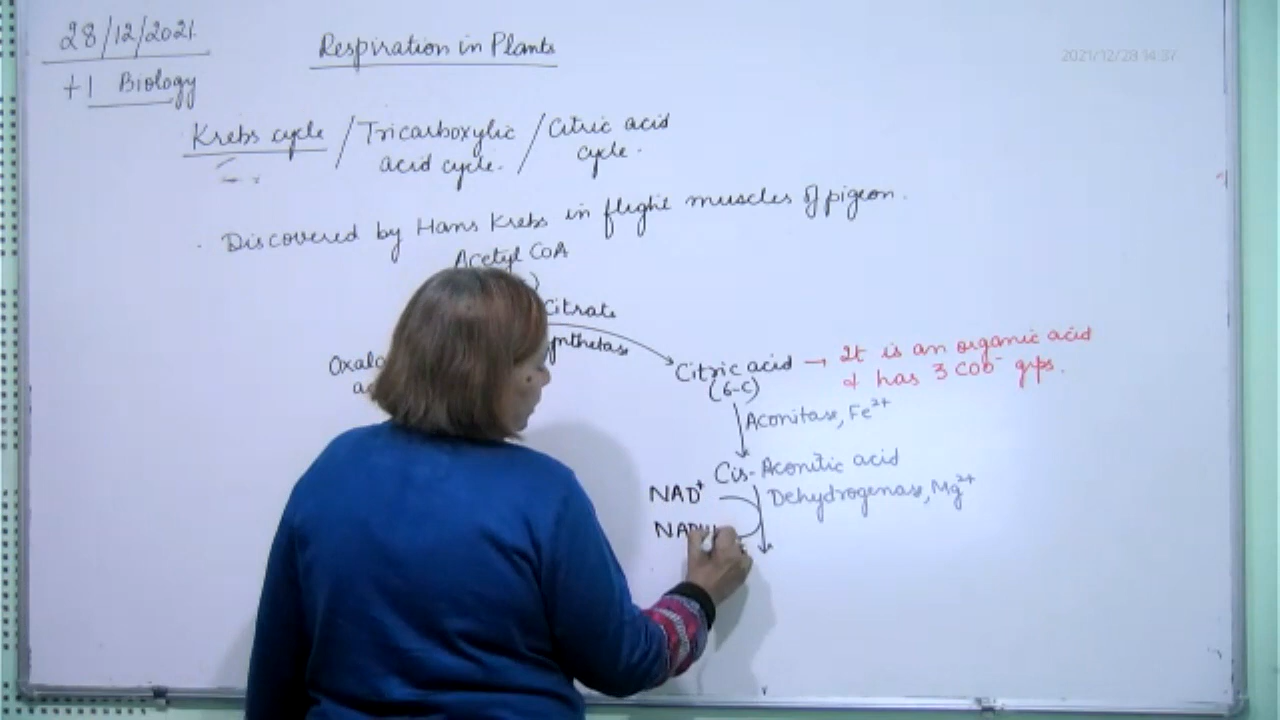 28/12/2021.
+1 Biology
Respiration in Plants
2021/12/28 14:37
Krebs cycle / Tricarboxylic acid cycle. / Citric acid cycle.
. Discovered by Hans Krebs in flight muscles of pigeon.
Acetyl CoA
Citrate
Citric acid → It is an organic acid
(6-C)
& has 3 COO⁻ gps.
Aconitase, Fe²⁺
Cis-Aconitic acid
NAD⁺
Dehydrogenase, Mg²⁺